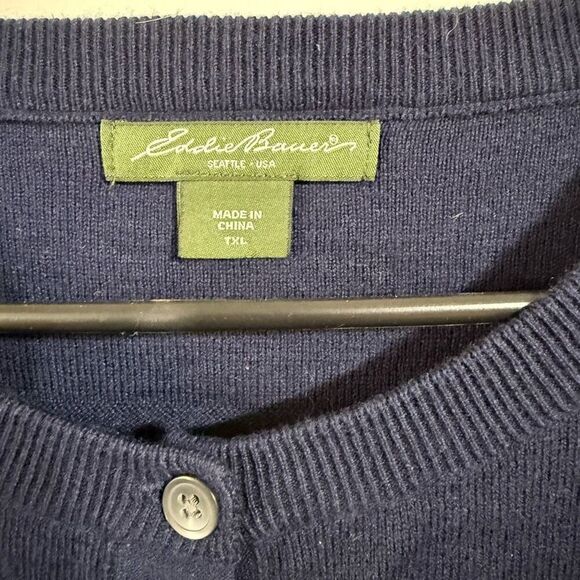 Eddie Bauer®
SEATTLE · USA
MADE IN
CHINA
TXL